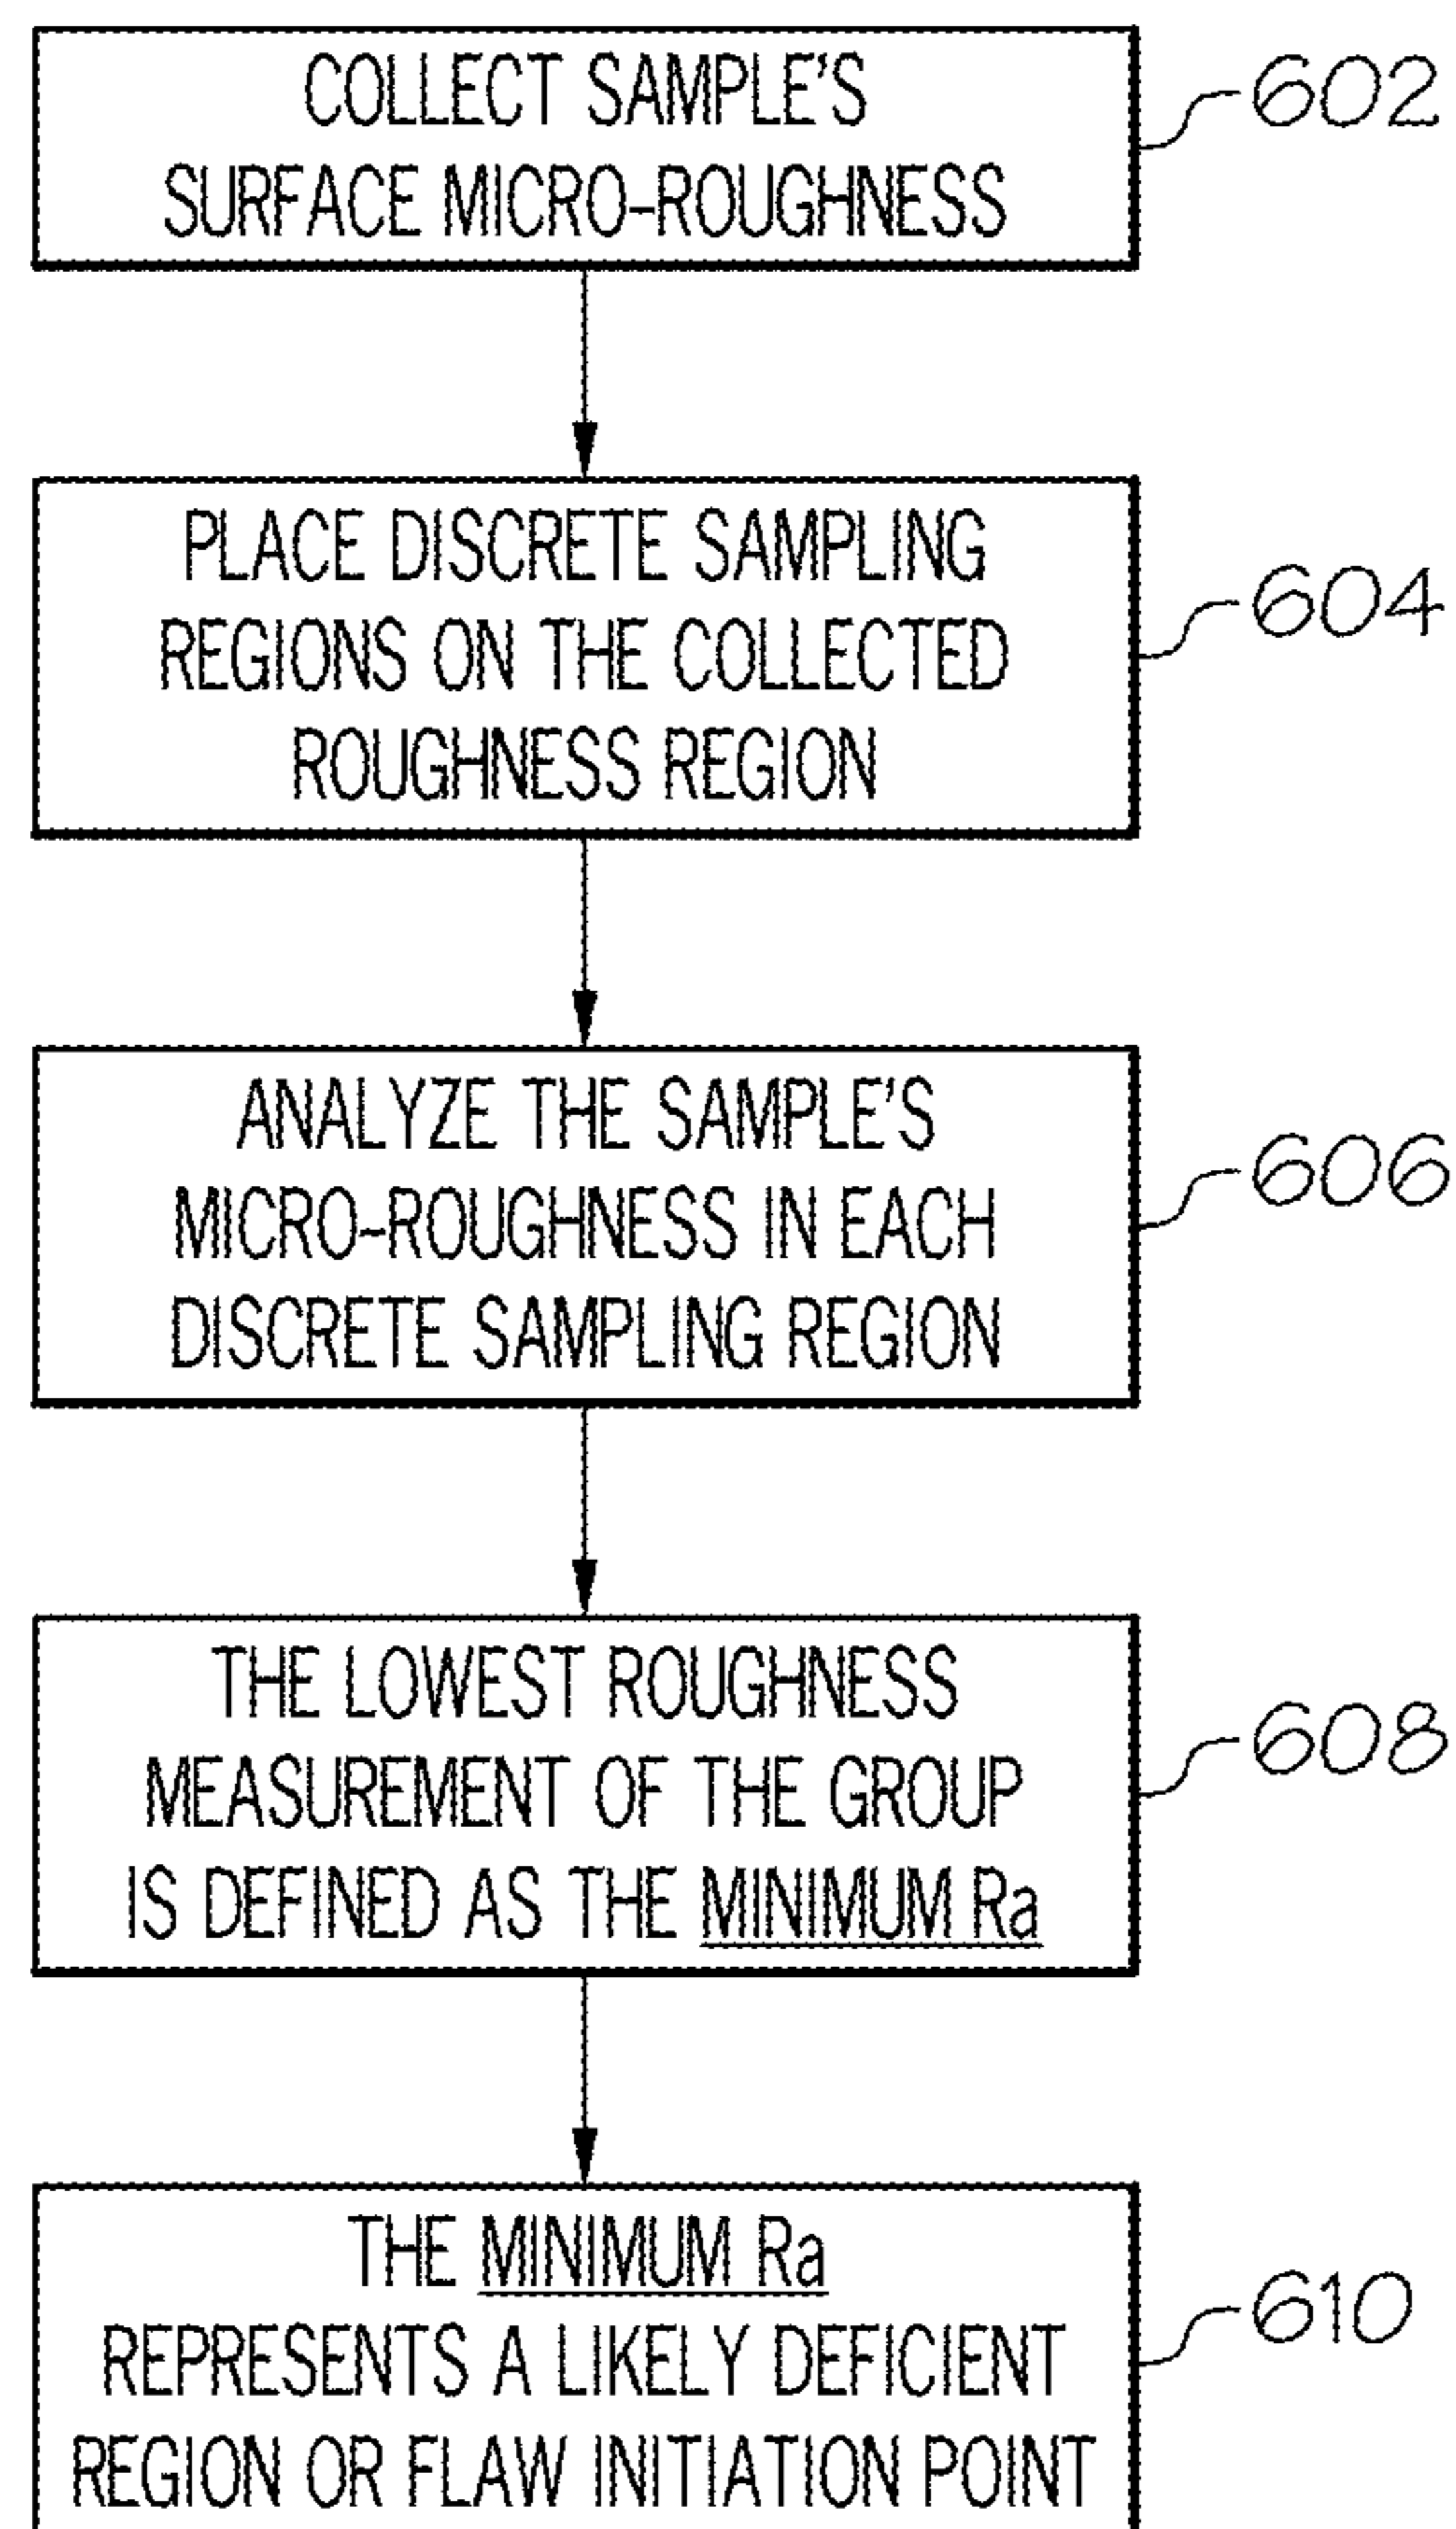 COLLECT SAMPLE'S
SURFACE MICRO-ROUGHNESS
602
PLACE DISCRETE SAMPLING
REGIONS ON THE COLLECTED
ROUGHNESS REGION
604
ANALYZE THE SAMPLE'S
MICRO-ROUGHNESS IN EACH
DISCRETE SAMPLING REGION
606
THE LOWEST ROUGHNESS
MEASUREMENT OF THE GROUP
IS DEFINED AS THE MINIMUM Ra
608
THE MINIMUM Ra
REPRESENTS A LIKELY DEFICIENT
REGION OR FLAW INITIATION POINT
610